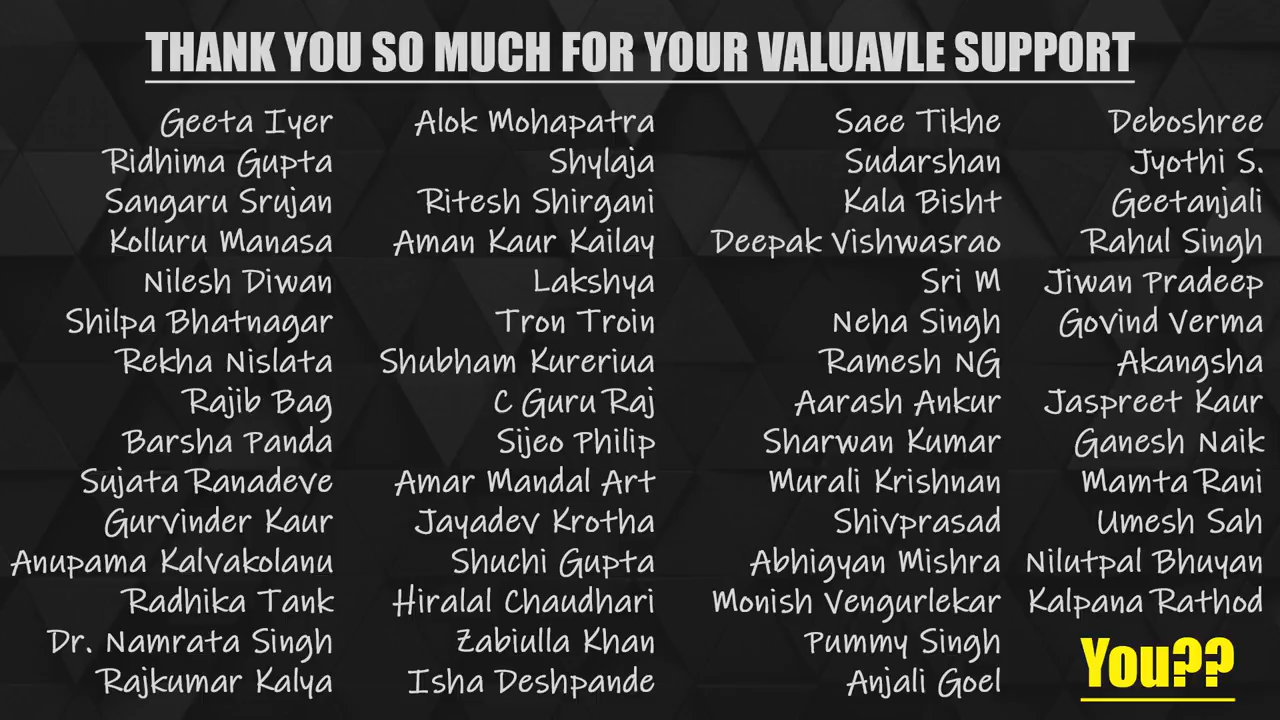 THANK YOU SO MUCH FOR YOUR VALUAVLE SUPPORT
Geeta Iyer
Ridhima Gupta
Sangaru Srujan
Kolluru Manasa
Nilesh Diwan
Shilpa Bhatnagar
Rekha Nislata
Rajib Bag
Barsha Panda
Sujata Ranadeve
Gurvinder Kaur
Anupama Kalvakolanu
Radhika Tank
Dr. Namrata Singh
Rajkumar Kalya
Alok Mohapatra
Shylaja
Ritesh Shirgani
Aman Kaur Kailay
Lakshya
Tron Troin
Shubham Kureriua
C Guru Raj
Sijeo Philip
Amar Mandal Art
Jayadev Krotha
Shuchi Gupta
Hiralal Chaudhari
Zabiulla Khan
Isha Deshpande
Saee Tikhe
Sudarshan
Kala Bisht
Deepak Vishwasrao
Sri M
Neha Singh
Ramesh NG
Aarash Ankur
Sharwan Kumar
Murali Krishnan
Shivprasad
Abhigyan Mishra
Monish Vengurlekar
Pummy Singh
Anjali Goel
Deboshree
Jyothi S.
Geetanjali
Rahul Singh
Jiwan Pradeep
Govind Verma
Akangsha
Jaspreet Kaur
Ganesh Naik
Mamta Rani
Umesh Sah
Nilutpal Bhuyan
Kalpana Rathod
You??